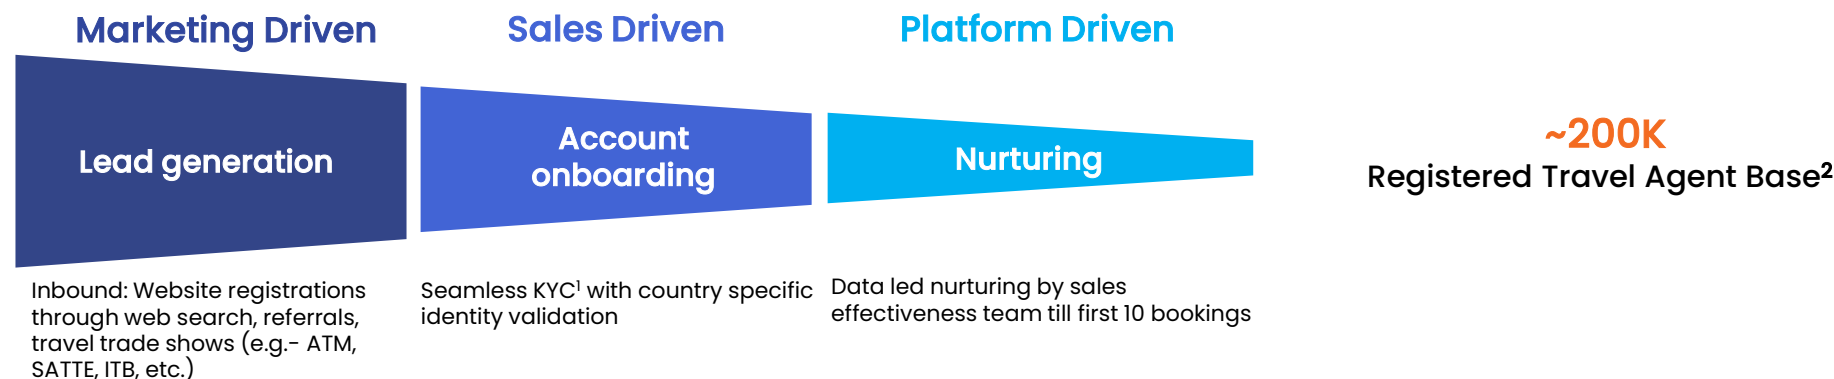 Marketing Driven
Sales Driven
Platform Driven
Lead generation
Account
onboarding
Nurturing
~200K
Registered Travel Agent Base²
Inbound: Website registrations
through web search, referrals,
travel trade shows (e.g.- ATM,
SATTE, ITB, etc.)
Seamless KYC¹ with country specific
identity validation
Data led nurturing by sales
effectiveness team till first 10 bookings